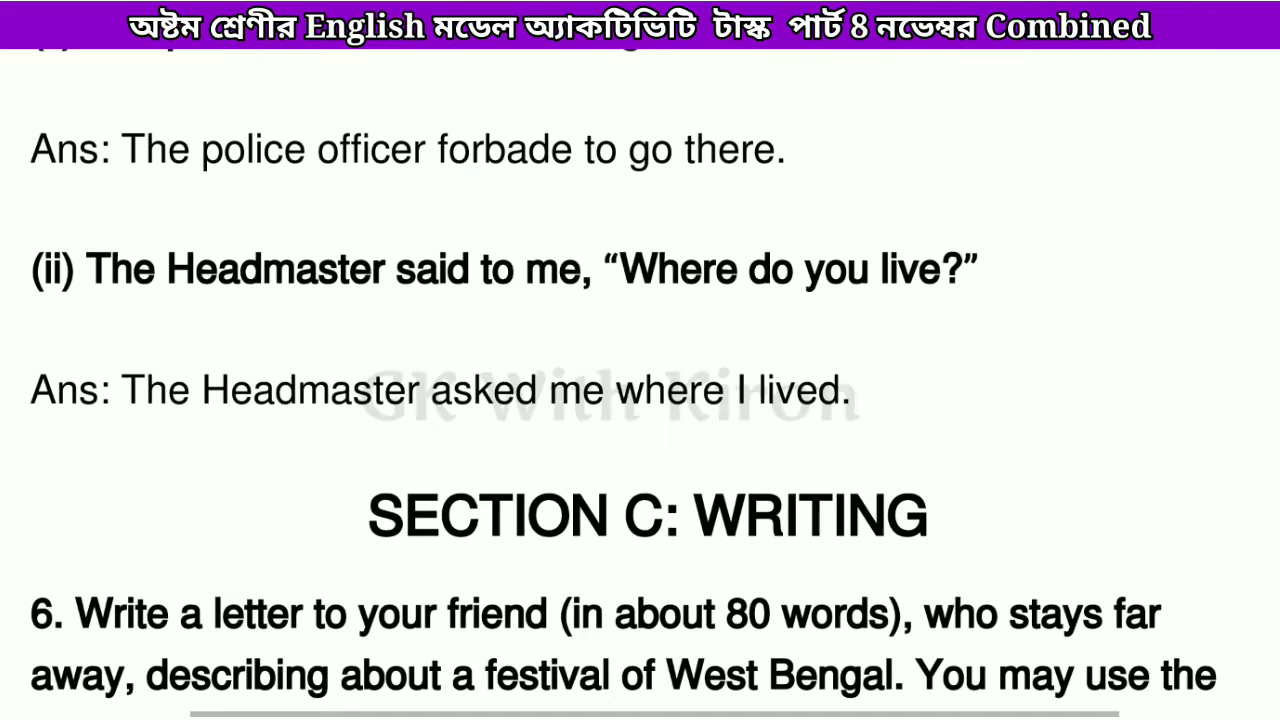 অষ্টম শ্রেণীর English মডেল অ্যাকটিভিটি টাস্ক পার্ট 8 নভেম্বর Combined
Ans: The police officer forbade to go there.
(ii) The Headmaster said to me, “Where do you live?”
Ans: The Headmaster asked me where I lived.
GK With Kiron
SECTION C: WRITING
6. Write a letter to your friend (in about 80 words), who stays far
away, describing about a festival of West Bengal. You may use the